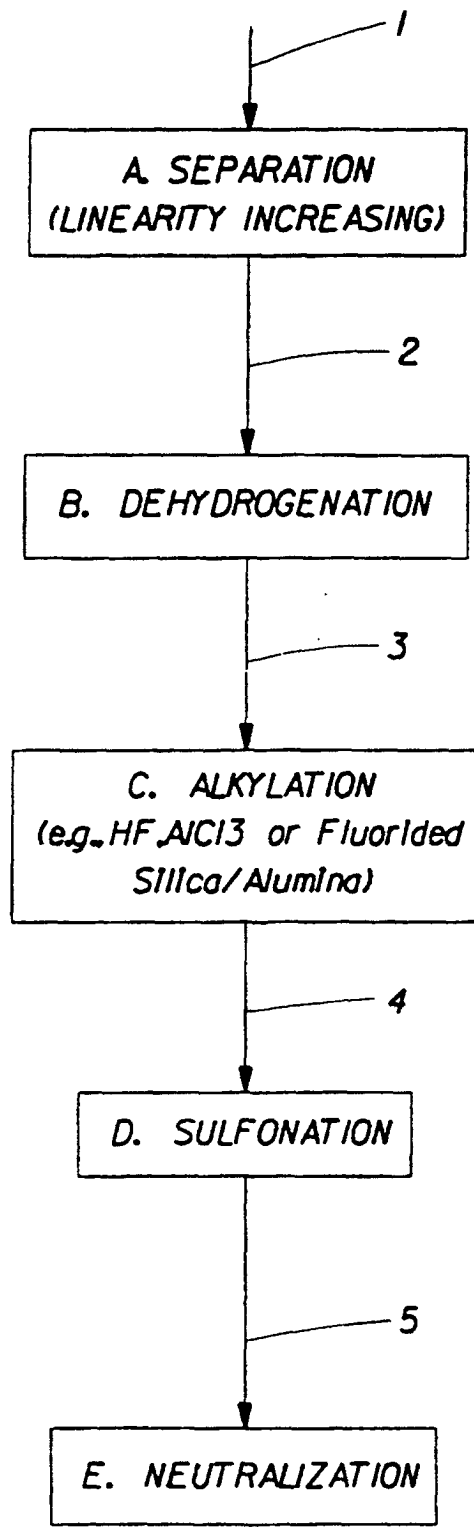 1
A. SEPARATION
(LINEARITY INCREASING)
2
B. DEHYDROGENATION
3
C. ALKYLATION
(e.g., HF, AlCl3 or Fluorided
Silica/Alumina)
4
D. SULFONATION
5
E. NEUTRALIZATION